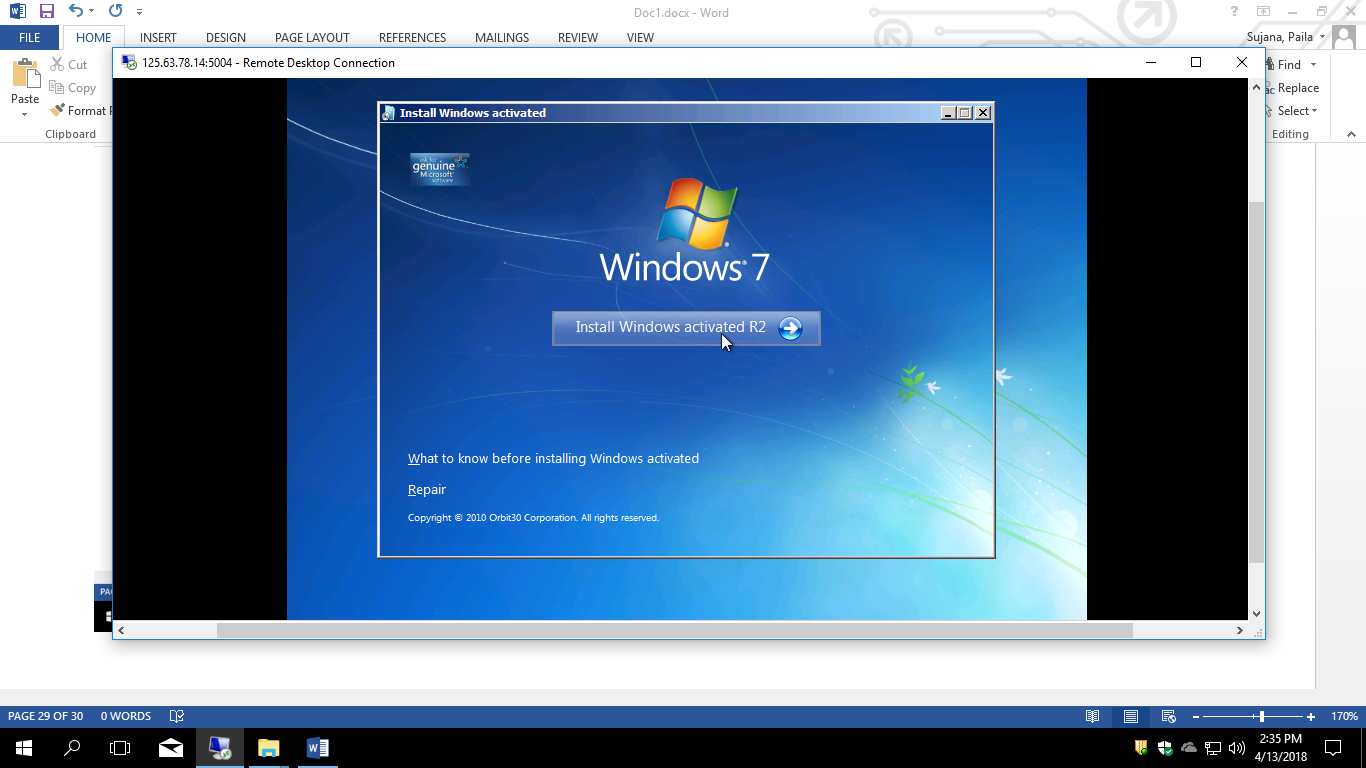 Doc1.docx - Word
FILE HOME INSERT DESIGN PAGE LAYOUT REFERENCES MAILINGS REVIEW VIEW
Sujana, Paila
125.63.78.14:5004 - Remote Desktop Connection
Cut
Copy
Paste
Format
Clipboard
Find
Replace
Select
Editing
Install Windows activated
ask for
genuine
Microsoft
software
Windows 7
Install Windows activated R2
What to know before installing Windows activated
Repair
Copyright © 2010 Orbit30 Corporation. All rights reserved.
PAGE 29 OF 30 0 WORDS
170%
2:35 PM
4/13/2018